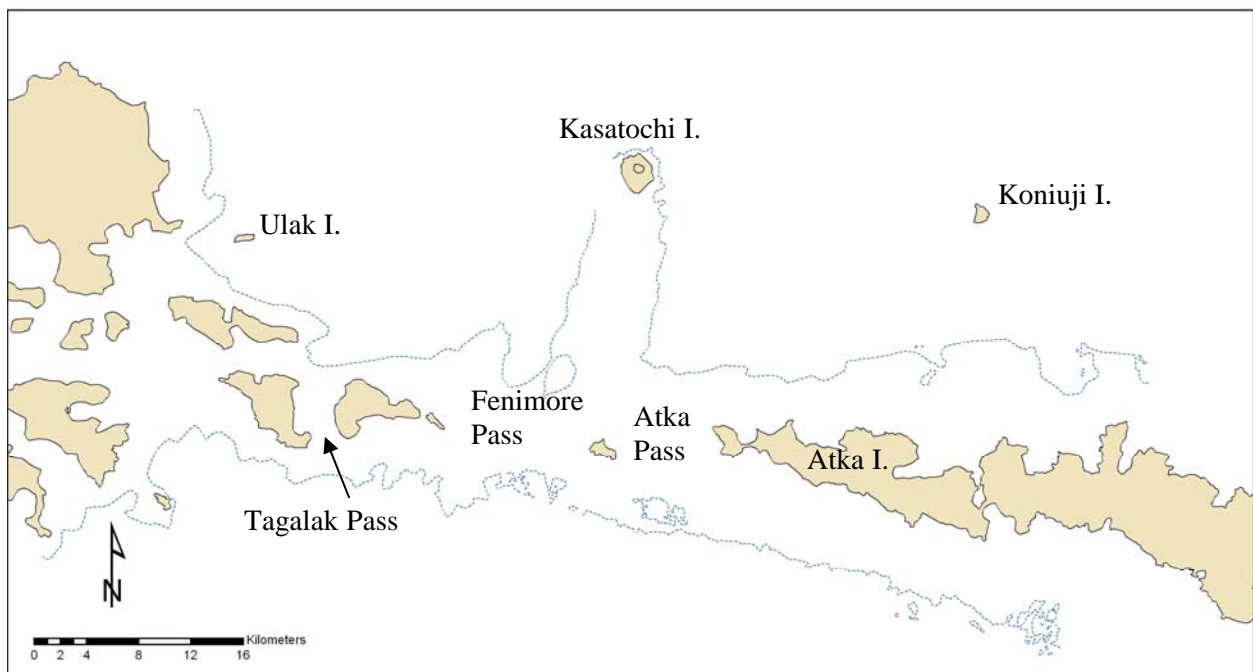 Kasatochi I.
Koniuji I.
Ulak I.
Fenimore
Pass
Atka
Pass
Atka I.
Tagalak Pass
N
Kilometers
0 2 4 8 12 16